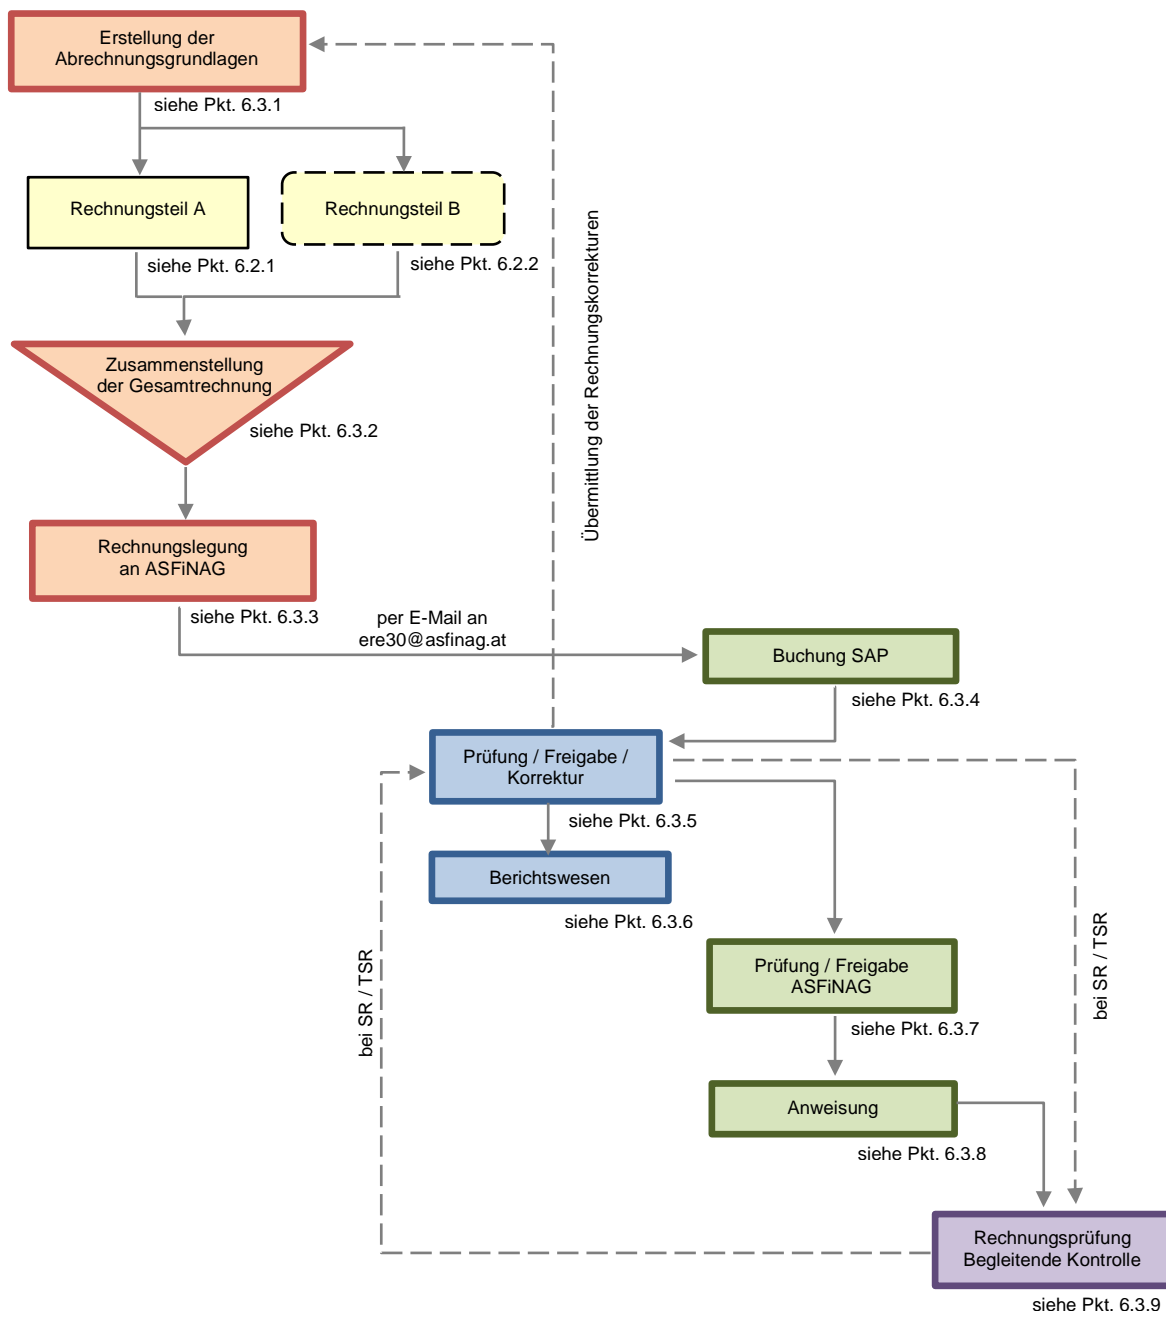 Erstellung der
Abrechnungsgrundlagen
siehe Pkt. 6.3.1
Rechnungsteil A
Rechnungsteil B
siehe Pkt. 6.2.1
siehe Pkt. 6.2.2
Übermittlung der Rechnungskorrekturen
Zusammenstellung
der Gesamtrechnung
siehe Pkt. 6.3.2
Rechnungslegung
an ASFiNAG
siehe Pkt. 6.3.3
per E-Mail an
ere30@asfinag.at
Buchung SAP
siehe Pkt. 6.3.4
Prüfung / Freigabe /
Korrektur
siehe Pkt. 6.3.5
Berichtswesen
siehe Pkt. 6.3.6
bei SR / TSR
bei SR / TSR
Prüfung / Freigabe
ASFiNAG
siehe Pkt. 6.3.7
Anweisung
siehe Pkt. 6.3.8
Rechnungsprüfung
Begleitende Kontrolle
siehe Pkt. 6.3.9